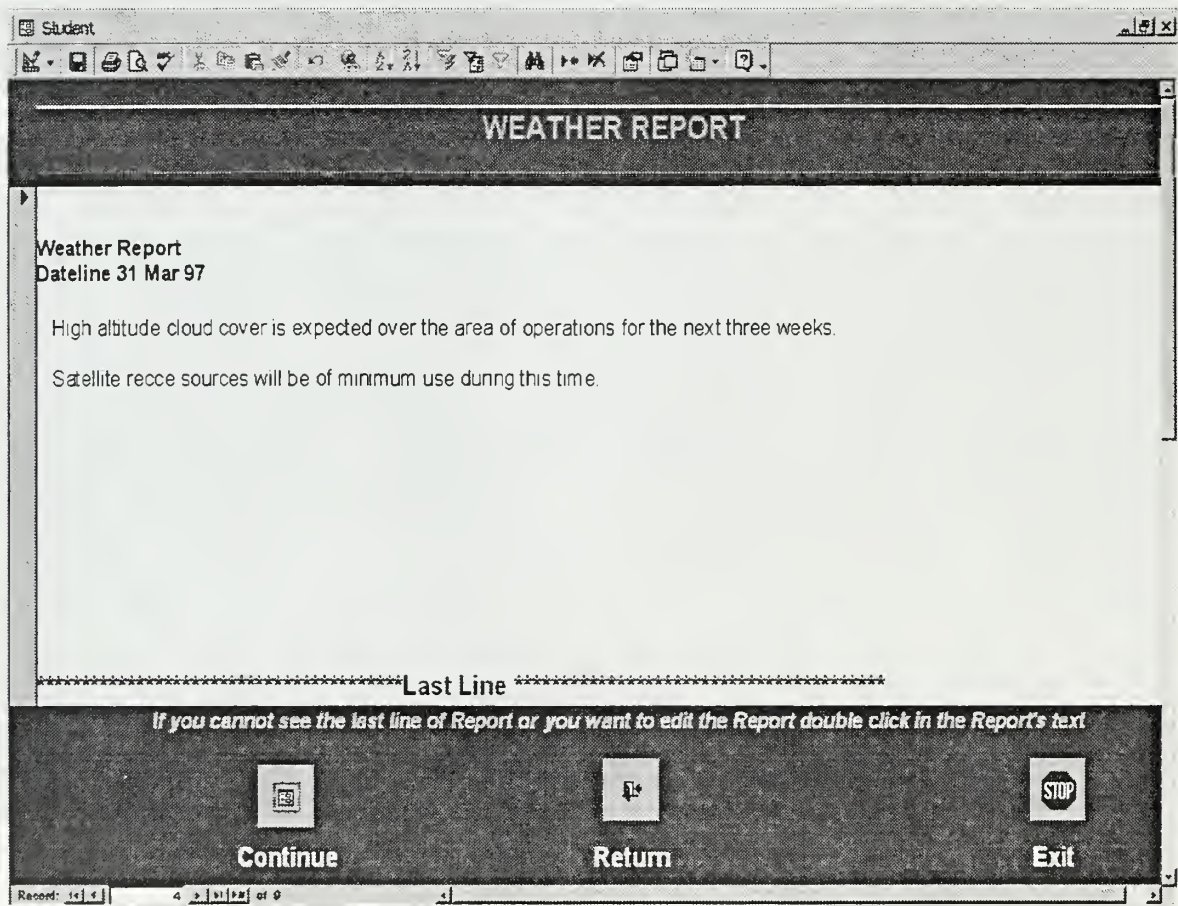 Student
WEATHER REPORT
Weather Report
Dateline 31 Mar 97
High altitude cloud cover is expected over the area of operations for the next three weeks.
Satellite recce sources will be of minimum use during this time.
****************************************Last Line ****************************************
If you cannot see the last line of Report or you want to edit the Report double click in the Report's text
STOP
Continue Return Exit
Record: 4 of 9